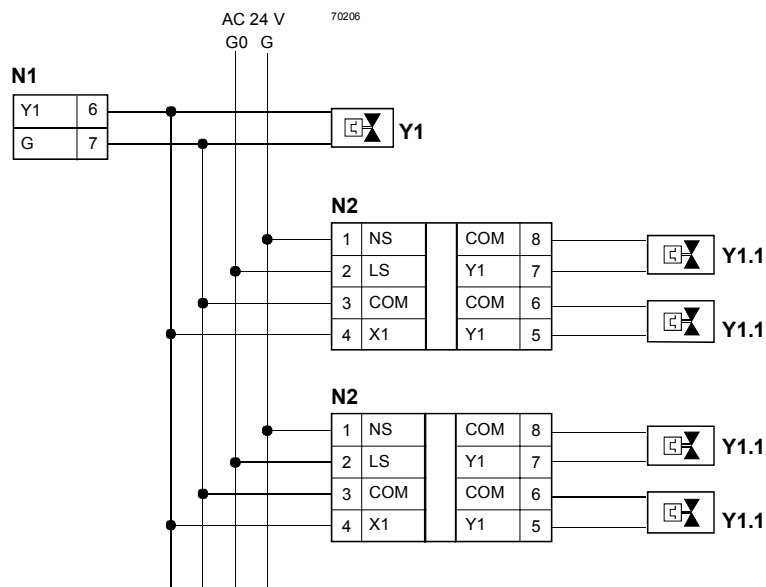 AC 24 V 70206
G0 G
N1
Y1 6
G 7
Y1
N2
1 NS COM 8
2 LS Y1 7
3 COM COM 6
4 X1 Y1 5
Y1.1
Y1.1
N2
1 NS COM 8
2 LS Y1 7
3 COM COM 6
4 X1 Y1 5
Y1.1
Y1.1